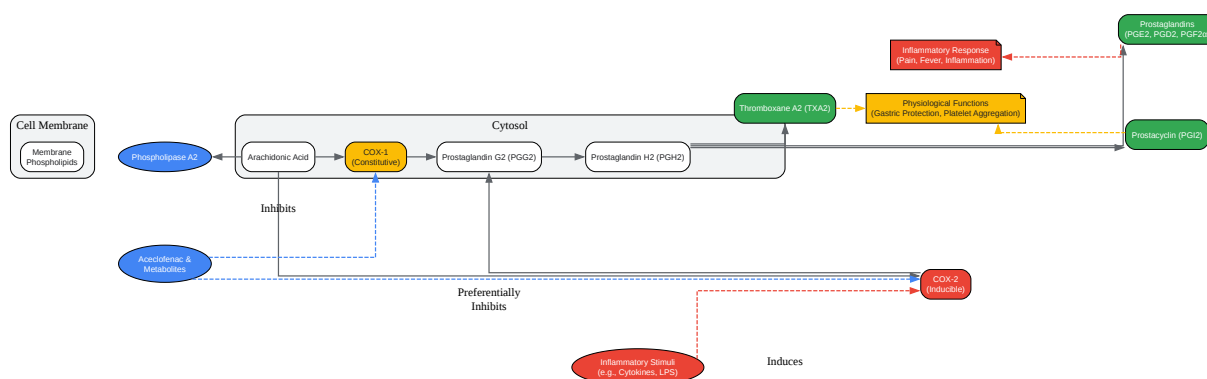 Prostaglandins
(PGE2, PGD2, PGF2α
Inflammatory Response
(Pain, Fever, Inflammation)
Thromboxane A2 (TXA2)
Physiological Functions
(Gastric Protection, Platelet Aggregation)
Cell Membrane
Cytosol
Prostacyclin (PGI2)
Membrane
Phospholipids
Phospholipase A2
Arachidonic Acid
COX-1
(Constitutive)
Prostaglandin G2 (PGG2)
Prostaglandin H2 (PGH2)
Inhibits
Aceclofenac &
Metabolites
COX-2
(Inducible)
Preferentially
Inhibits
Inflammatory Stimuli
(e.g., Cytokines, LPS)
Induces